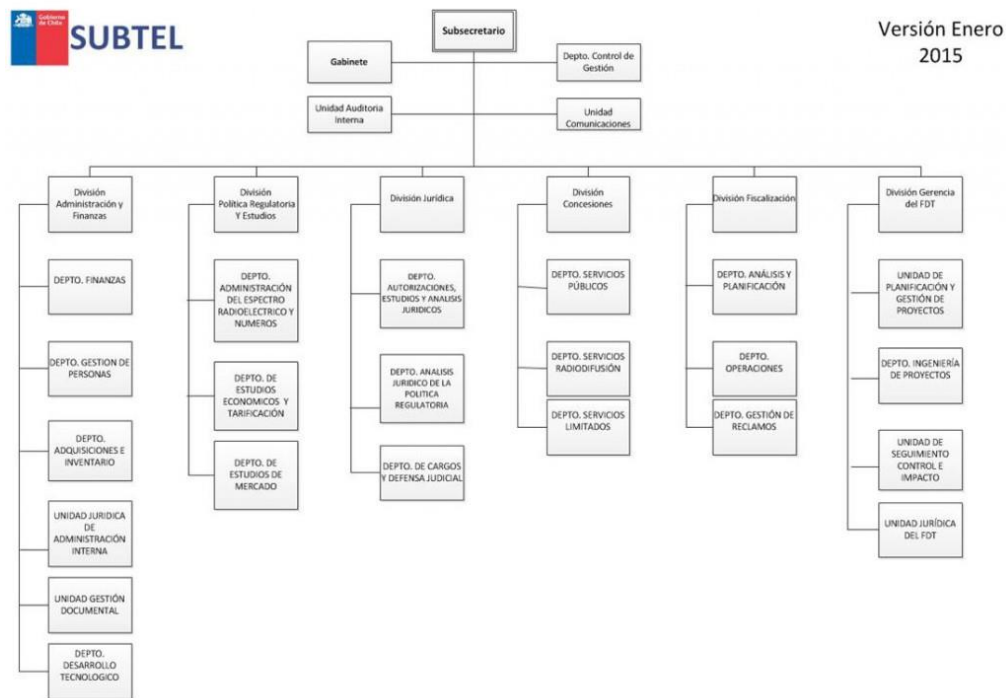 Gobierno
de Chile
SUBTEL
Versión Enero
2015
Subsecretario
Gabinete
Depto. Control de
Gestión
Unidad Auditoria
Interna
Unidad
Comunicaciones
División
Administración y
Finanzas
División
Política Regulatoria
Y Estudios
División Jurídica
División
Concesiones
División Fiscalización
División Gerencia
del FDT
DEPTO. FINANZAS
DEPTO. GESTION DE
PERSONAS
DEPTO.
ADQUISICIONES E
INVENTARIO
UNIDAD JURIDICA
DE
ADMINISTRACIÓN
INTERNA
UNIDAD GESTIÓN
DOCUMENTAL
DEPTO.
DESARROLLO
TECNOLOGICO
DEPTO.
ADMINISTRACIÓN
DEL ESPECTRO
RADIOELECTRICO Y
NUMEROS
DEPTO. DE
ESTUDIOS
ECONOMICOS Y
TARIFICACIÓN
DEPTO. DE
ESTUDIOS DE
MERCADO
DEPTO.
AUTORIZACIONES,
ESTUDIOS Y ANALISIS
JURIDICOS
DEPTO. ANALISIS
JURIDICO DE LA
POLITICA
REGULATORIA
DEPTO. DE CARGOS
Y DEFENSA JUDICIAL
DEPTO. SERVICIOS
PÚBLICOS
DEPTO. SERVICIOS
RADIODIFUSIÓN
DEPTO. SERVICIOS
LIMITADOS
DEPTO. ANÁLISIS Y
PLANIFICACIÓN
DEPTO.
OPERACIONES
DEPTO. GESTIÓN DE
RECLAMOS
UNIDAD DE
PLANIFICACIÓN Y
GESTIÓN DE
PROYECTOS
DEPTO. INGENIERÍA
DE PROYECTOS
UNIDAD DE
SEGUIMIENTO
CONTROL E
IMPACTO
UNIDAD JURÍDICA
DEL FDT